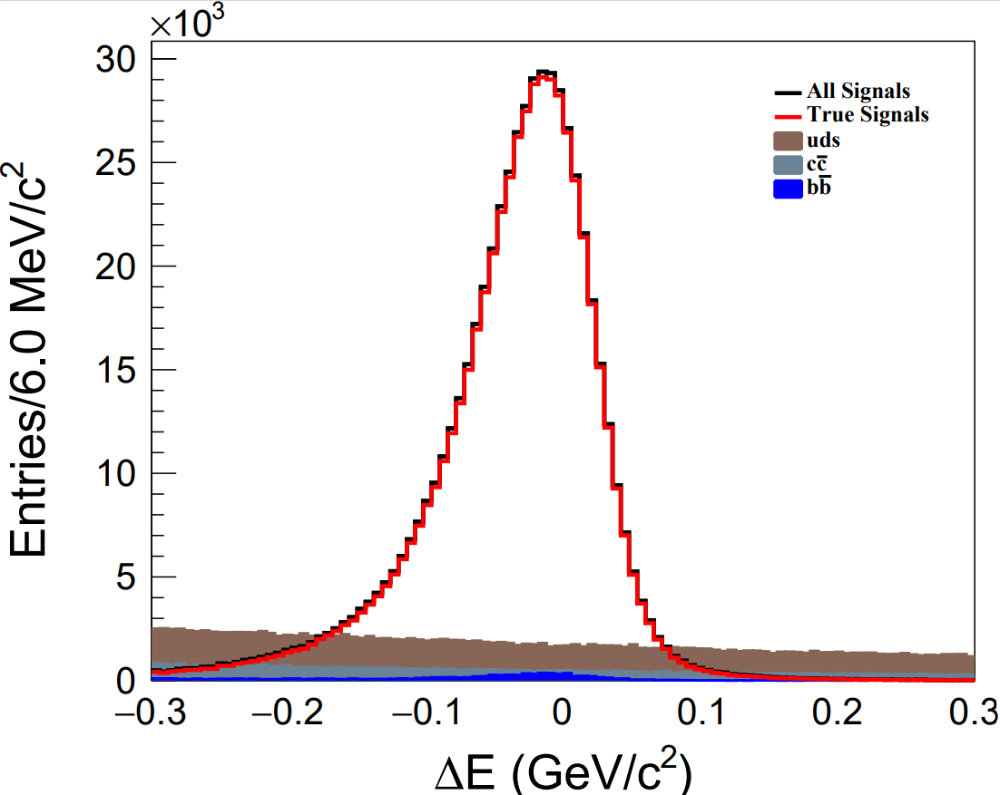 ×10³
30
25
20
15
10
5
0
Entries/6.0 MeV/c²
All Signals
True Signals
uds
cc̅
bb̅
−0.3 −0.2 −0.1 0 0.1 0.2 0.3
ΔE (GeV/c²)